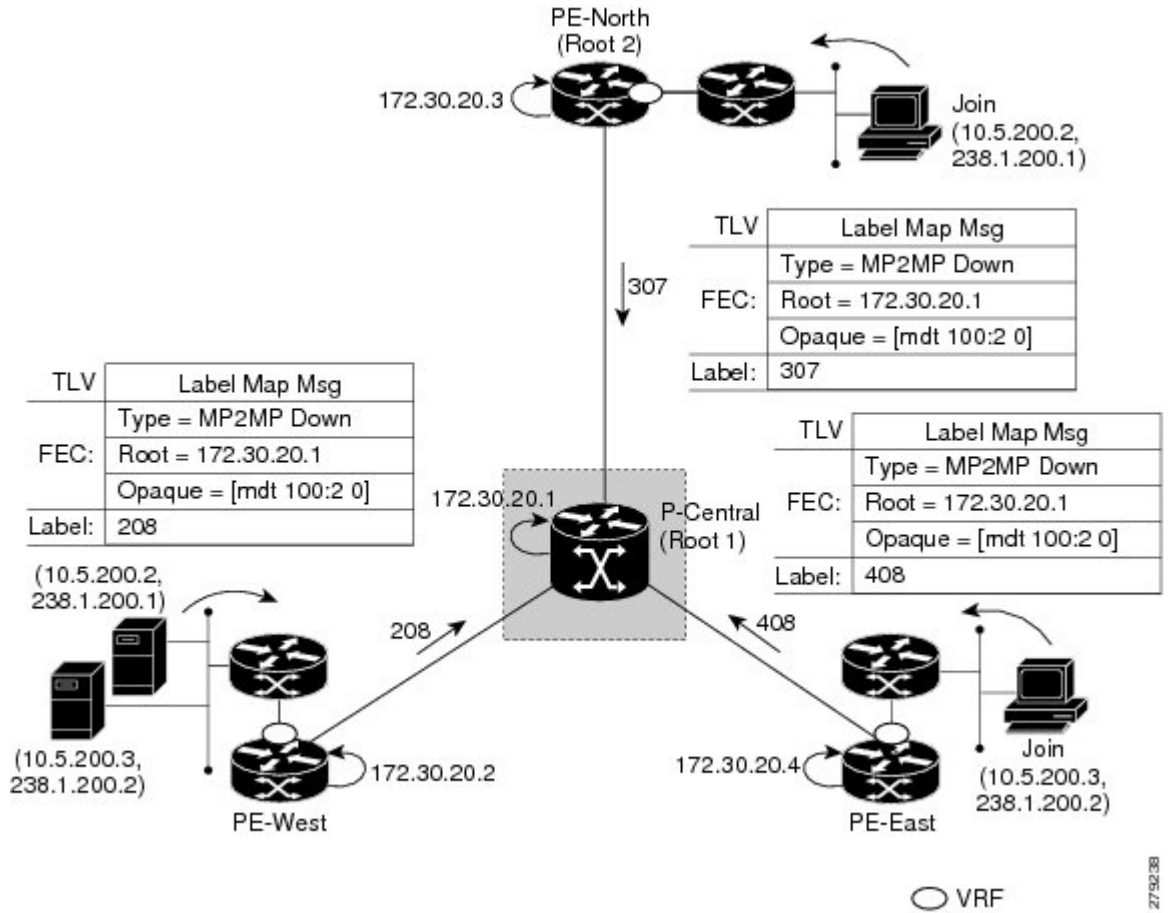 PE-North
(Root 2)
172.30.20.3
Join
(10.5.200.2,
238.1.200.1)
TLV
Label Map Msg
Type = MP2MP Down
FEC:
Root = 172.30.20.1
Opaque = [mdt 100:2 0]
Label:
307
307
TLV
Label Map Msg
Type = MP2MP Down
FEC:
Root = 172.30.20.1
Opaque = [mdt 100:2 0]
Label:
208
TLV
Label Map Msg
Type = MP2MP Down
FEC:
Root = 172.30.20.1
Opaque = [mdt 100:2 0]
Label:
408
172.30.20.1
P-Central
(Root 1)
(10.5.200.2,
238.1.200.1)
208
408
(10.5.200.3,
238.1.200.2)
172.30.20.2
PE-West
172.30.20.4
PE-East
Join
(10.5.200.3,
238.1.200.2)
VRF
279238